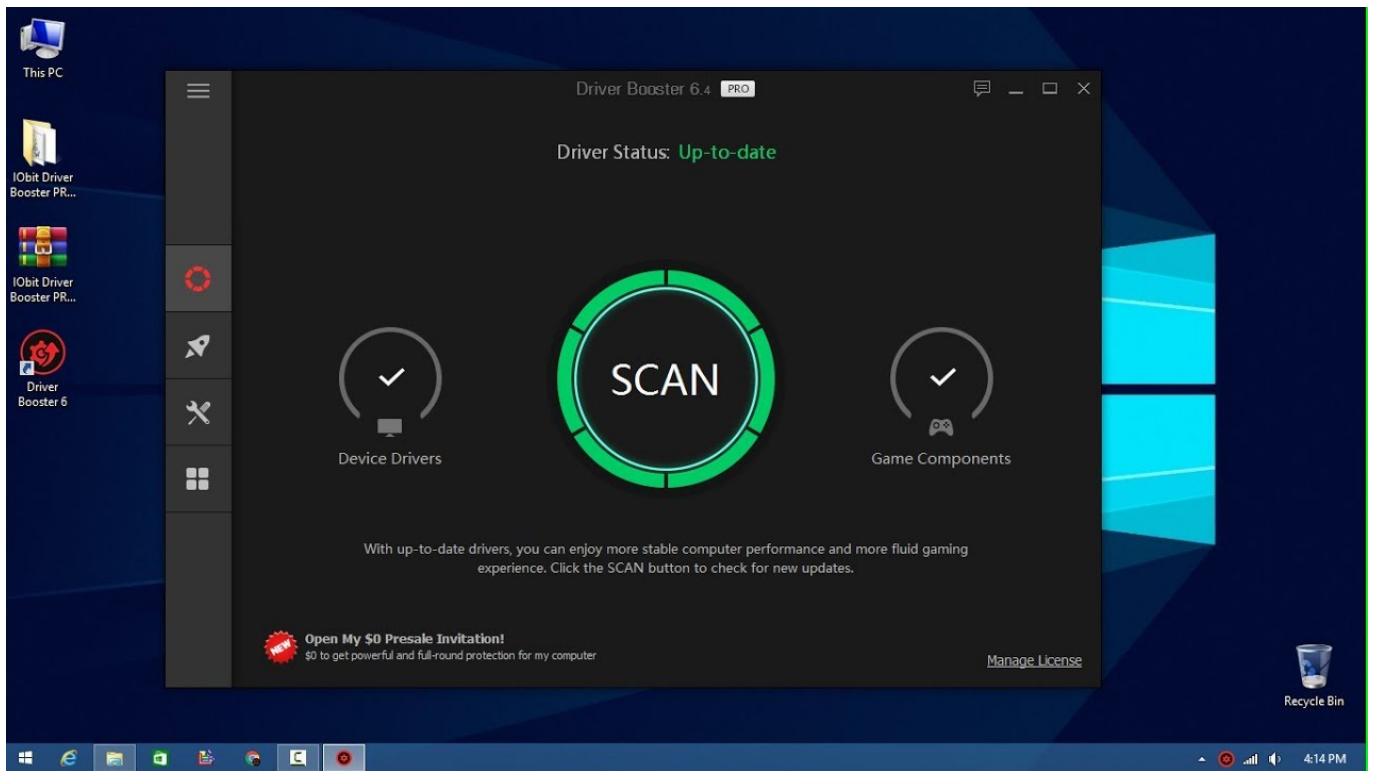 This PC
IObit Driver
Booster PR...
IObit Driver
Booster PR...
Driver
Booster 6
Driver Booster 6.4 PRO
Driver Status: Up-to-date
SCAN
Device Drivers
Game Components
With up-to-date drivers, you can enjoy more stable computer performance and more fluid gaming
experience. Click the SCAN button to check for new updates.
NEW
Open My $0 Presale Invitation!
$0 to get powerful and full-round protection for my computer
Manage License
Recycle Bin
4:14 PM